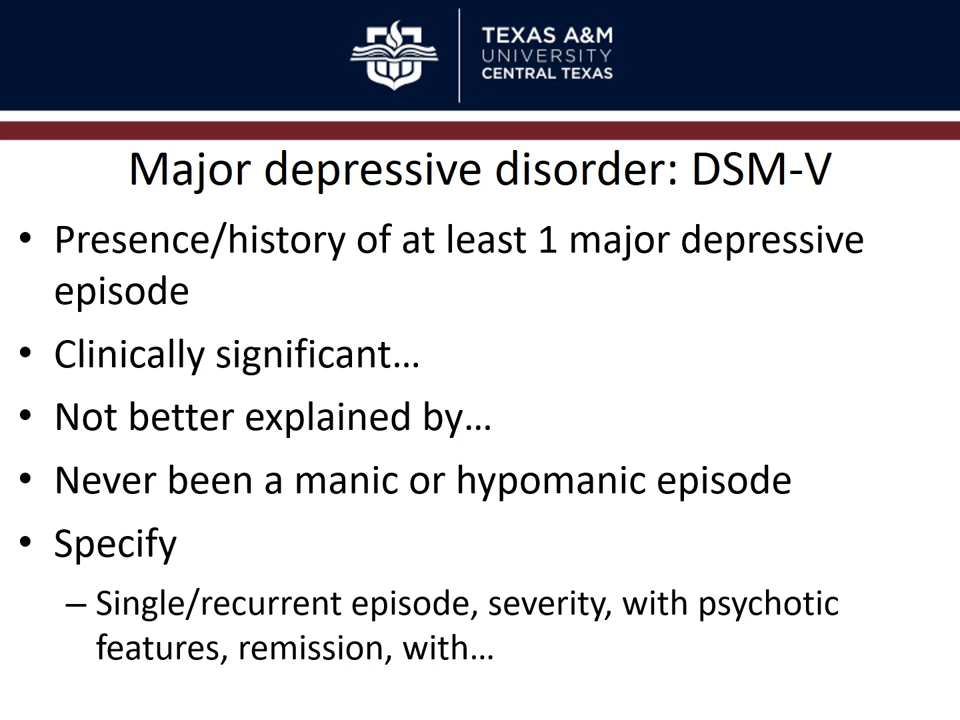 TEXAS A&M
UNIVERSITY
CENTRAL TEXAS
Major depressive disorder: DSM-V
• Presence/history of at least 1 major depressive
episode
• Clinically significant…
• Not better explained by…
• Never been a manic or hypomanic episode
• Specify
– Single/recurrent episode, severity, with psychotic
features, remission, with…